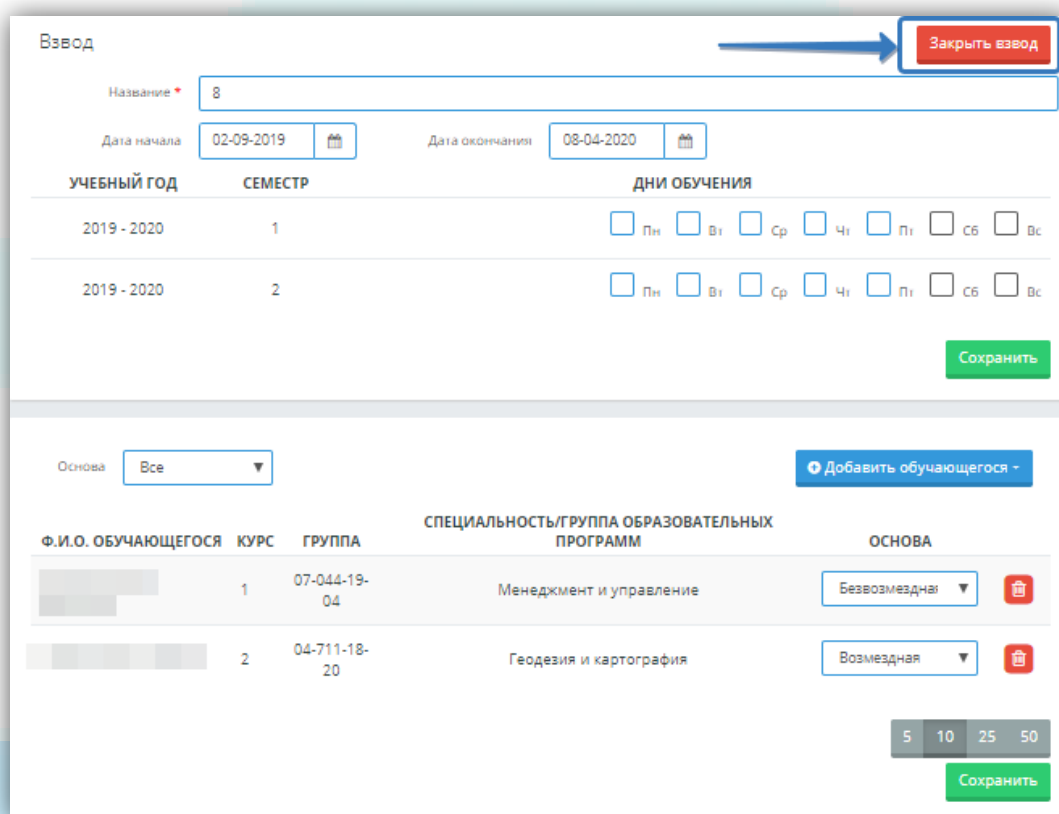 Взвод
Закрыть взвод
Название *
8
Дата начала
02-09-2019
Дата окончания
08-04-2020
УЧЕБНЫЙ ГОД СЕМЕСТР ДНИ ОБУЧЕНИЯ
2019 - 2020 1 Пн Вт Ср Чт Пт Сб Вс
2019 - 2020 2 Пн Вт Ср Чт Пт Сб Вс
Сохранить
Основа Все
Добавить обучающегося
Ф.И.О. ОБУЧАЮЩЕГОСЯ КУРС ГРУППА
СПЕЦИАЛЬНОСТЬ/ГРУППА ОБРАЗОВАТЕЛЬНЫХ
ПРОГРАММ
ОСНОВА
1 07-044-19-
04
Менеджмент и управление Безвозмездная
2 04-711-18-
20
Геодезия и картография Возмездная
5 10 25 50
Сохранить